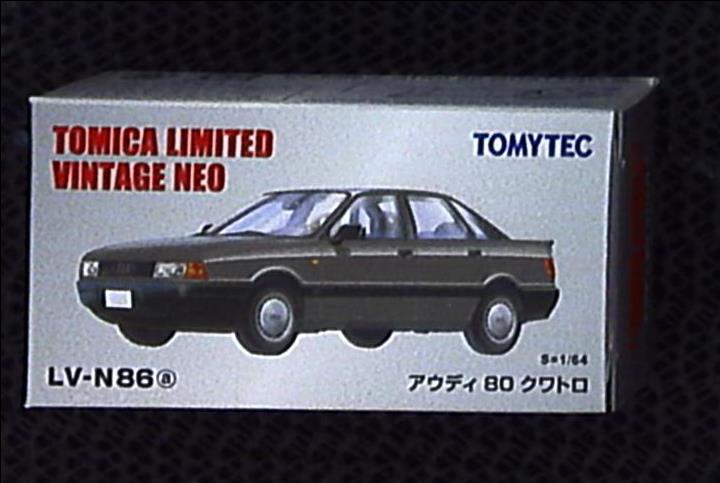 TOMICA LIMITED
VINTAGE NEO
TOMYTEC
S=1/64
LV-N86ⓐ
アウディ 80 クワトロ